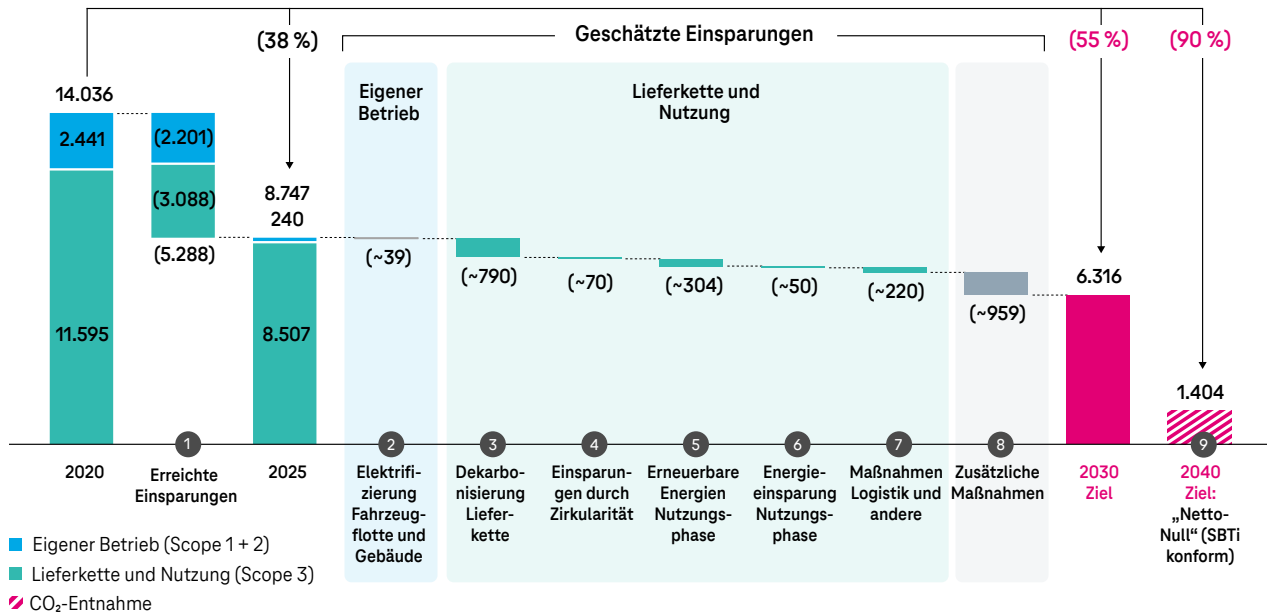 (38 %)
Geschätzte Einsparungen
(55 %)
(90 %)
Eigener
Betrieb
Lieferkette und
Nutzung
14.036
2.441
11.595
(2.201)
(3.088)
(5.288)
8.747
240
8.507
(~39)
(~790)
(~70)
(~304)
(~50)
(~220)
(~959)
6.316
1.404
2020
1
Erreichte
Einsparungen
2025
2
Elektrifi-
zierung
Fahrzeug-
flotte und
Gebäude
3
Dekarbo-
nisierung
Liefer-
kette
4
Einsparun-
gen durch
Zirkularität
5
Erneuerbare
Energien
Nutzungs-
phase
6
Energie-
einsparung
Nutzungs-
phase
7
Maßnahmen
Logistik und
andere
8
Zusätzliche
Maßnahmen
2030
Ziel
9
2040
Ziel:
„Netto-
Null“ (SBTi
konform)
Eigener Betrieb (Scope 1 + 2)
Lieferkette und Nutzung (Scope 3)
CO₂-Entnahme